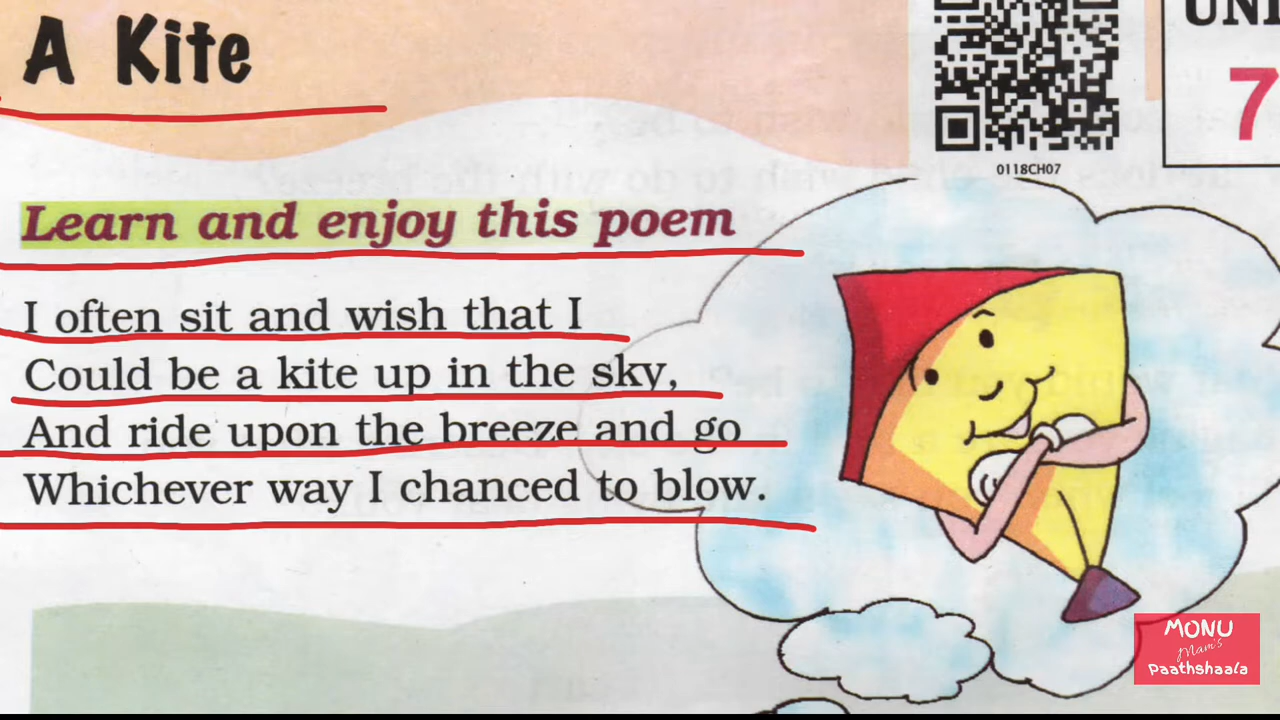 A Kite
UNI
7
0118CH07
Learn and enjoy this poem
I often sit and wish that I
Could be a kite up in the sky,
And ride upon the breeze and go
Whichever way I chanced to blow.
MONU
Mam's
Paathshaala